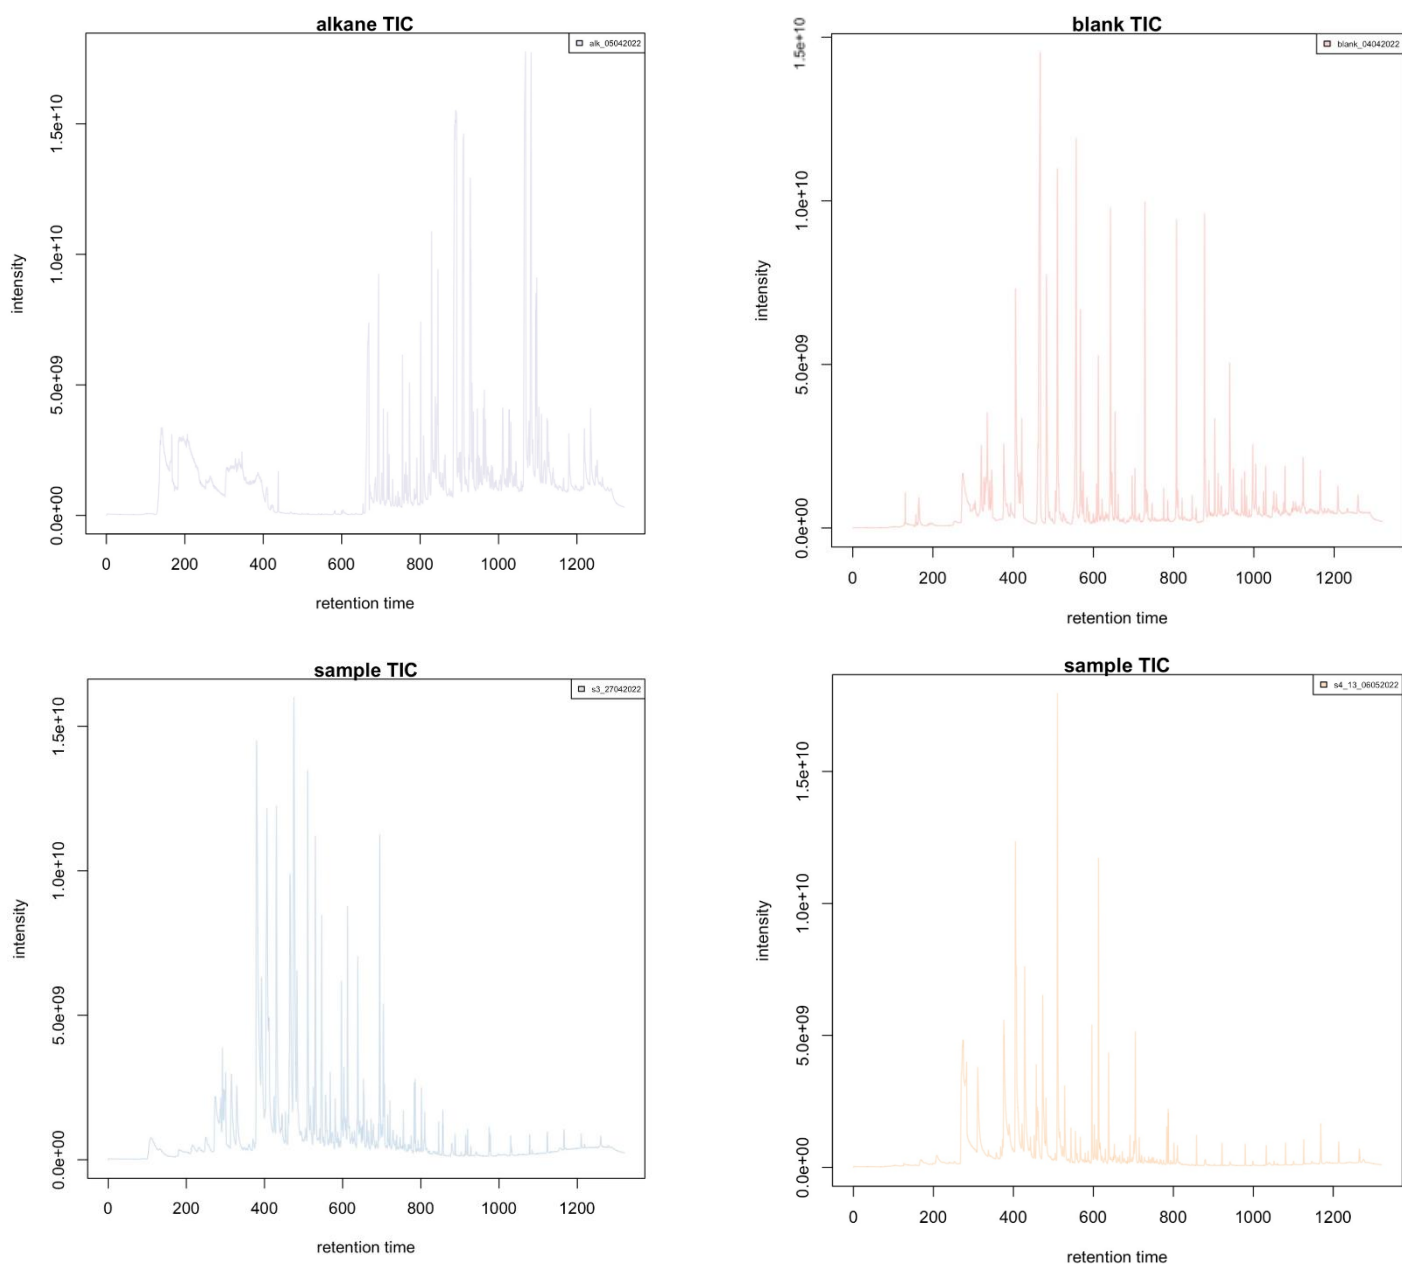 alkane TIC
alk_05042022
intensity
0.0e+00 5.0e+09 1.0e+10 1.5e+10
0 200 400 600 800 1000 1200
retention time
blank TIC
blank_04042022
intensity
0.0e+00 5.0e+09 1.0e+10 1.5e+10
0 200 400 600 800 1000 1200
retention time
sample TIC
s3_27042022
intensity
0.0e+00 5.0e+09 1.0e+10 1.5e+10
0 200 400 600 800 1000 1200
retention time
sample TIC
s4_13_06052022
intensity
0.0e+00 5.0e+09 1.0e+10 1.5e+10
0 200 400 600 800 1000 1200
retention time